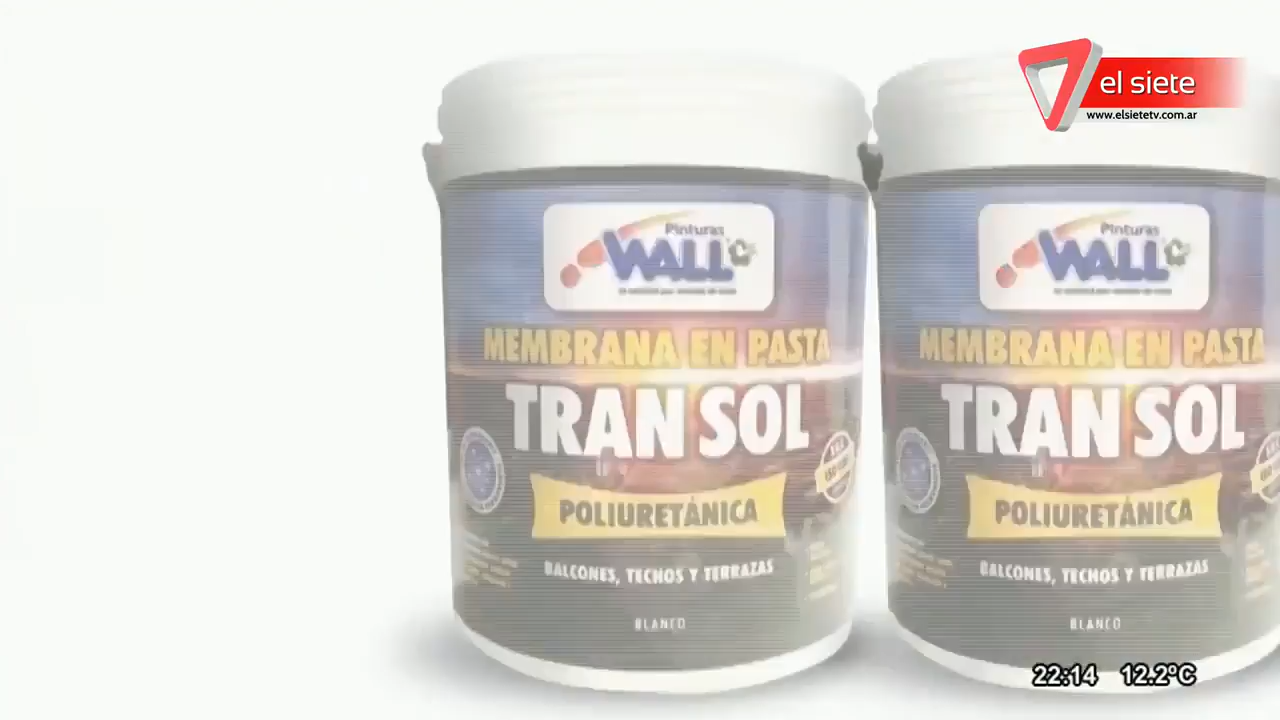 el siete
www.elsietetv.com.ar
Pinturas
WALL
MEMBRANA EN PASTA
TRAN SOL
POLIURETÁNICA
BALCONES, TECHOS Y TERRAZAS
BLANCO
Pinturas
WALL
MEMBRANA EN PASTA
TRAN SOL
POLIURETÁNICA
BALCONES, TECHOS Y TERRAZAS
BLANCO
22:14 12.2°C